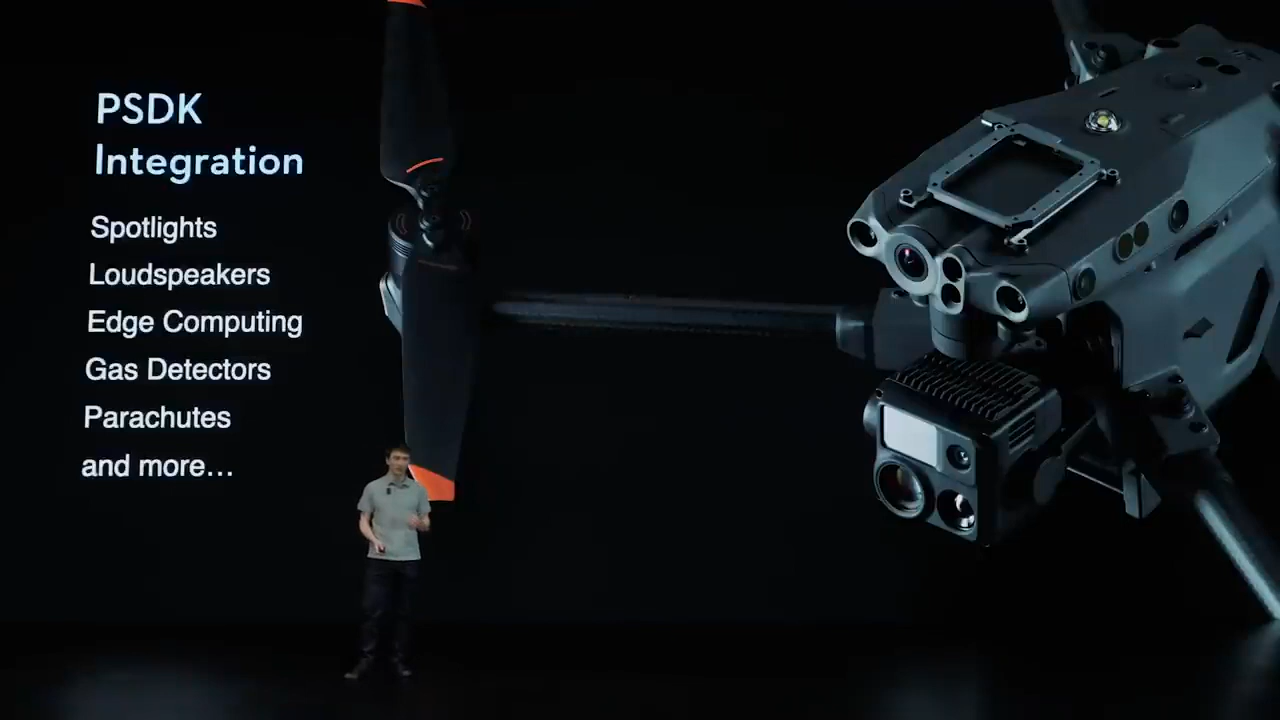 PSDK
Integration
Spotlights
Loudspeakers
Edge Computing
Gas Detectors
Parachutes
and more…